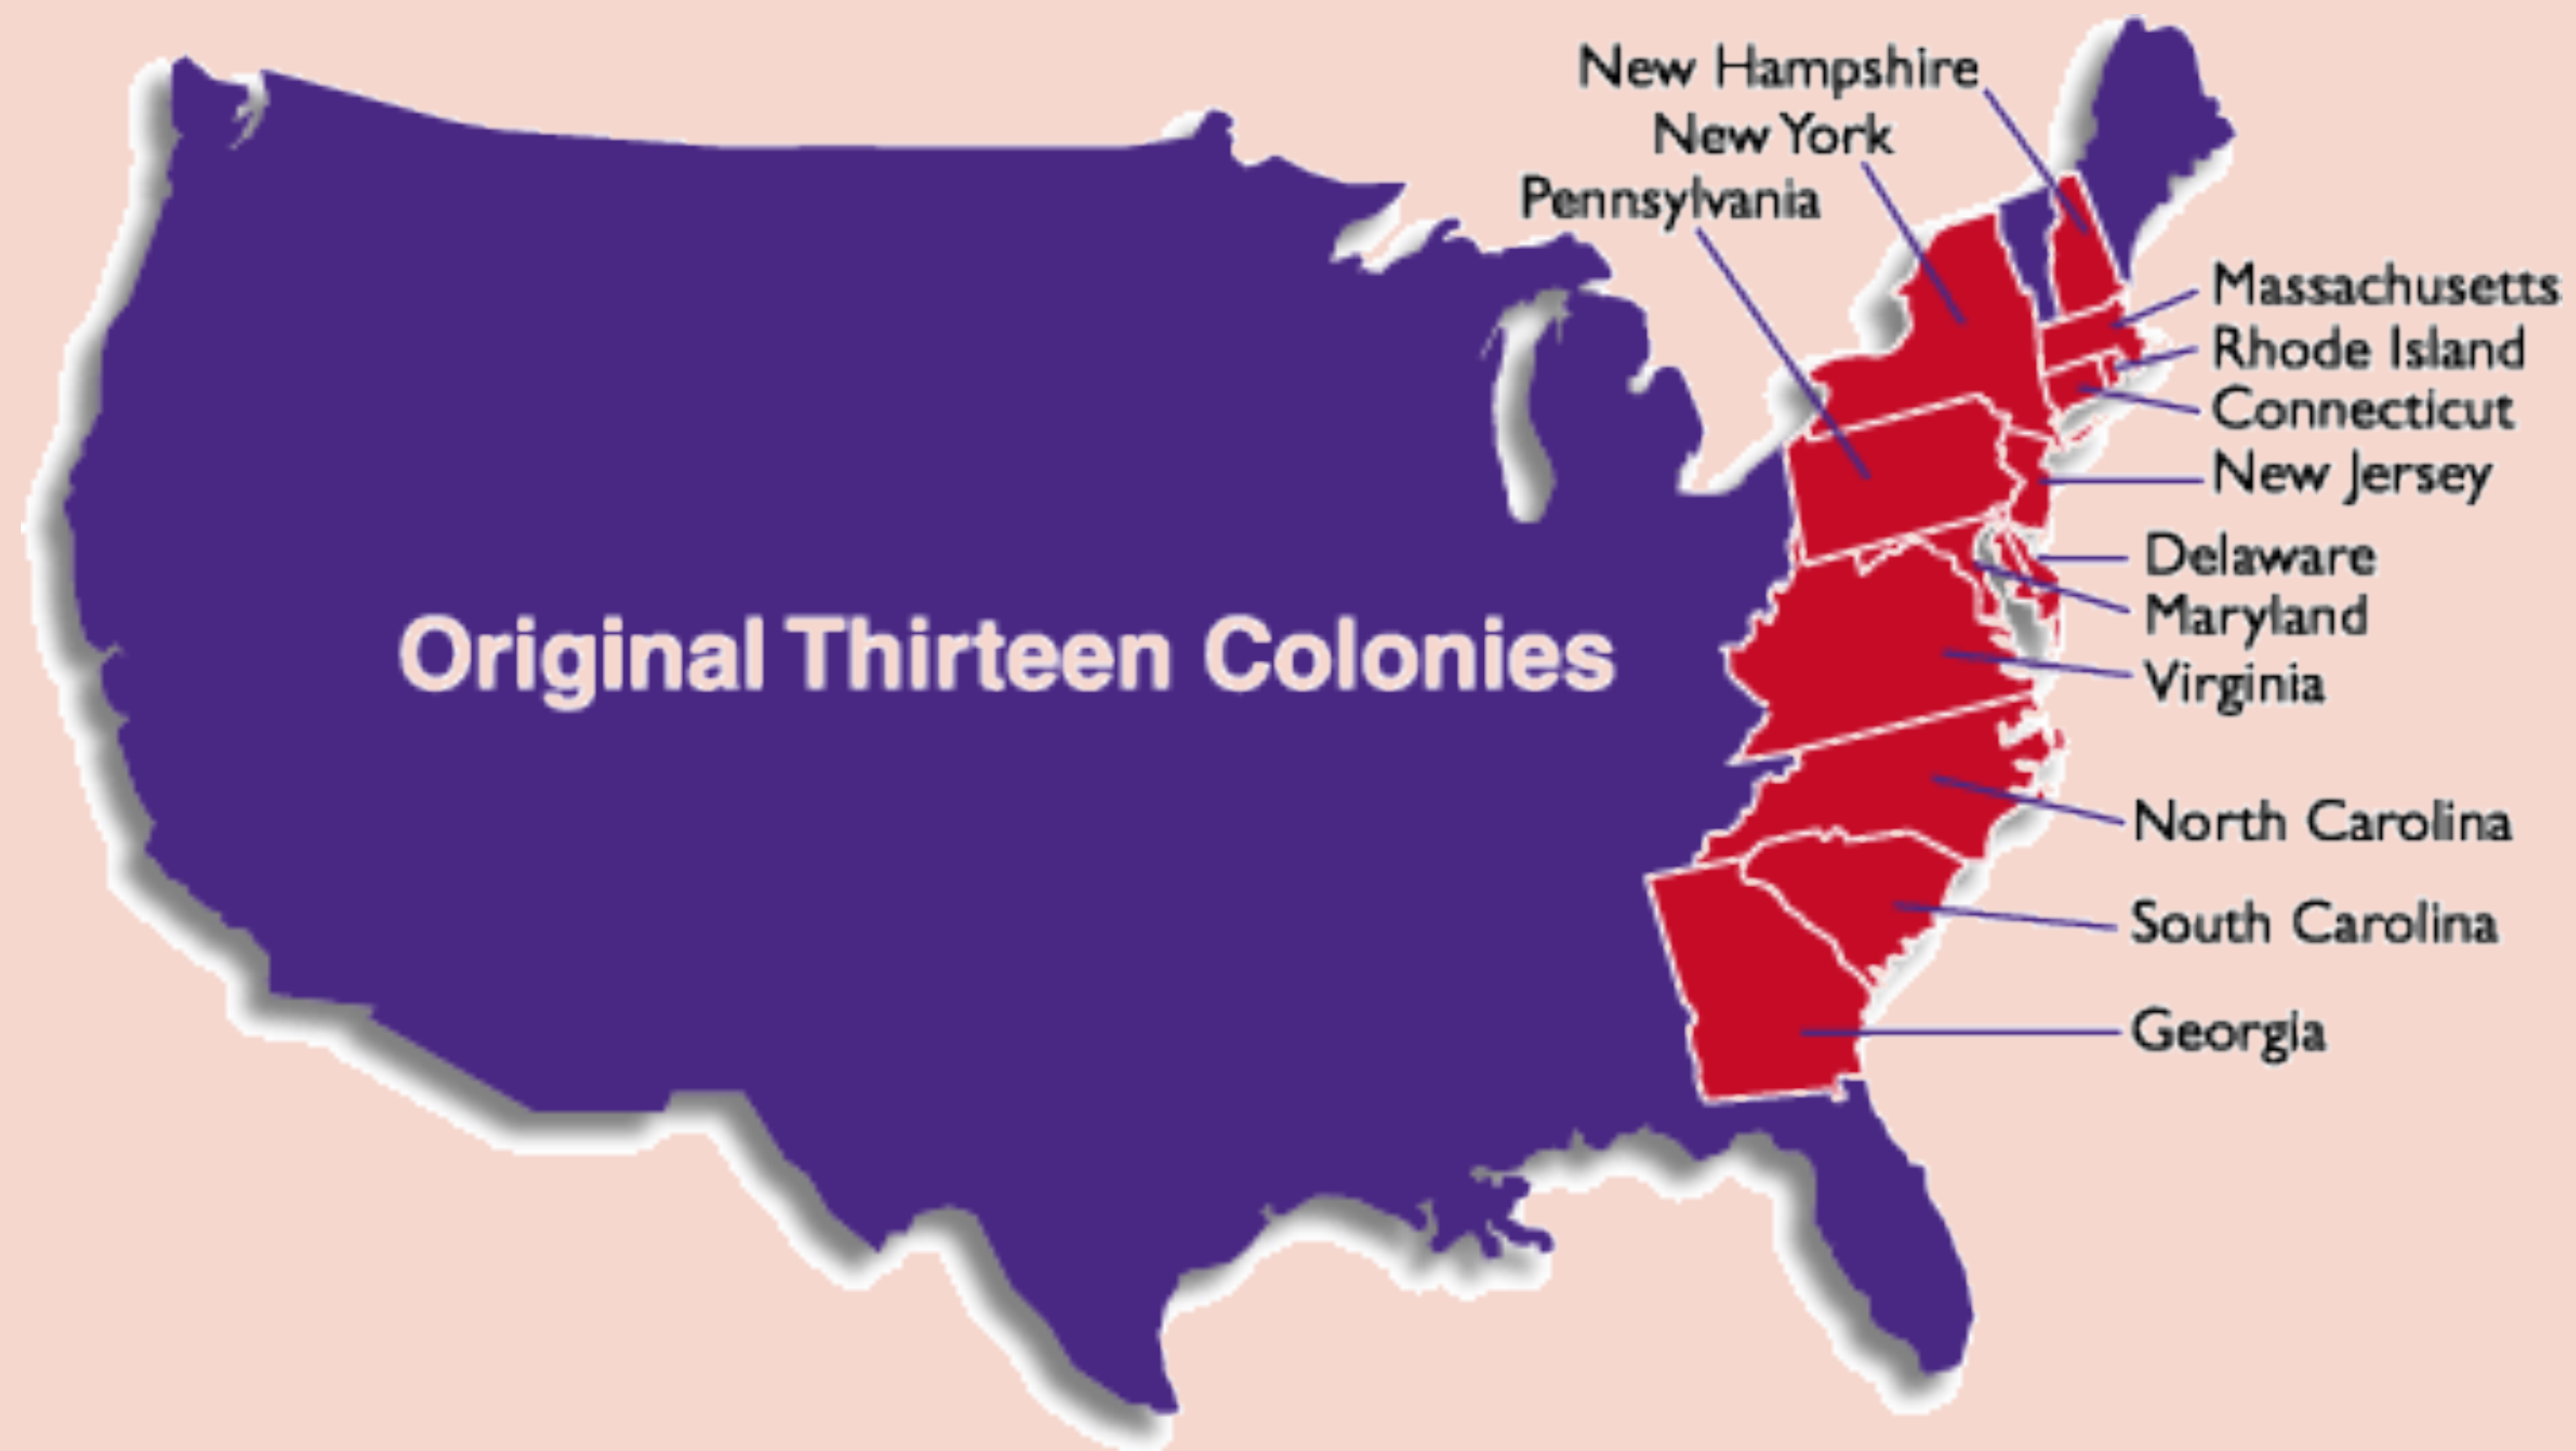 New Hampshire
New York
Pennsylvania
Massachusetts
Rhode Island
Connecticut
New Jersey
Delaware
Maryland
Virginia
Original Thirteen Colonies
North Carolina
South Carolina
Georgia